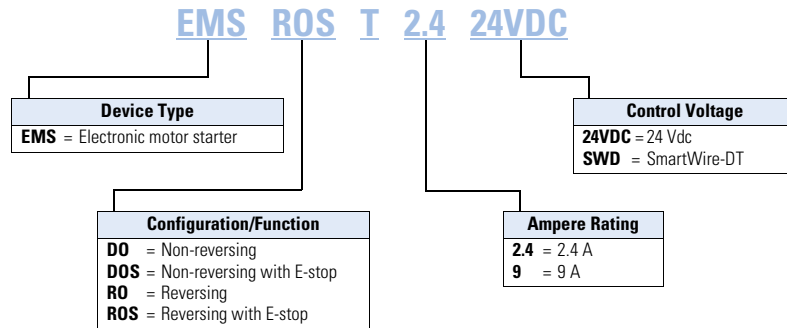 EMS ROS T 2.4 24VDC
Device Type
EMS = Electronic motor starter
Control Voltage
24VDC = 24 Vdc
SWD = SmartWire-DT
Configuration/Function
DO = Non-reversing
DOS = Non-reversing with E-stop
RO = Reversing
ROS = Reversing with E-stop
Ampere Rating
2.4 = 2.4 A
9 = 9 A